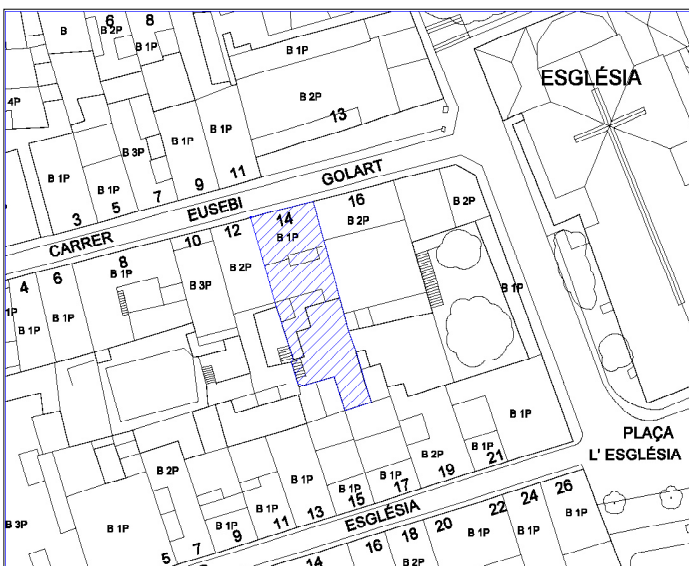 6 8
B B 2P
B 1P
B 1P
ESGLÉSIA
B 2P
4P
13
B 1P B 1P
B 3P
B 1P
B 1P
3 5 7 9 11
GOLART
EUSEBI
CARRER
14 16
B 2P B 2P
B 1P
10 12
8
B 1P
B 2P
B 3P
4 6
1P B 1P B 1P
B 1P
B 1P
PLAÇA
L' ESGLÉSIA
B 2P
B 1P
B 2P
B 1P
B 1P
B 1P
B 3P B 1P
B 1P
B 1P
5 7 9 11 13 15 17 19 21
ESGLÉSIA
14 16 18 20 22 24 26
B 1P B 1P B 1P
B 2P